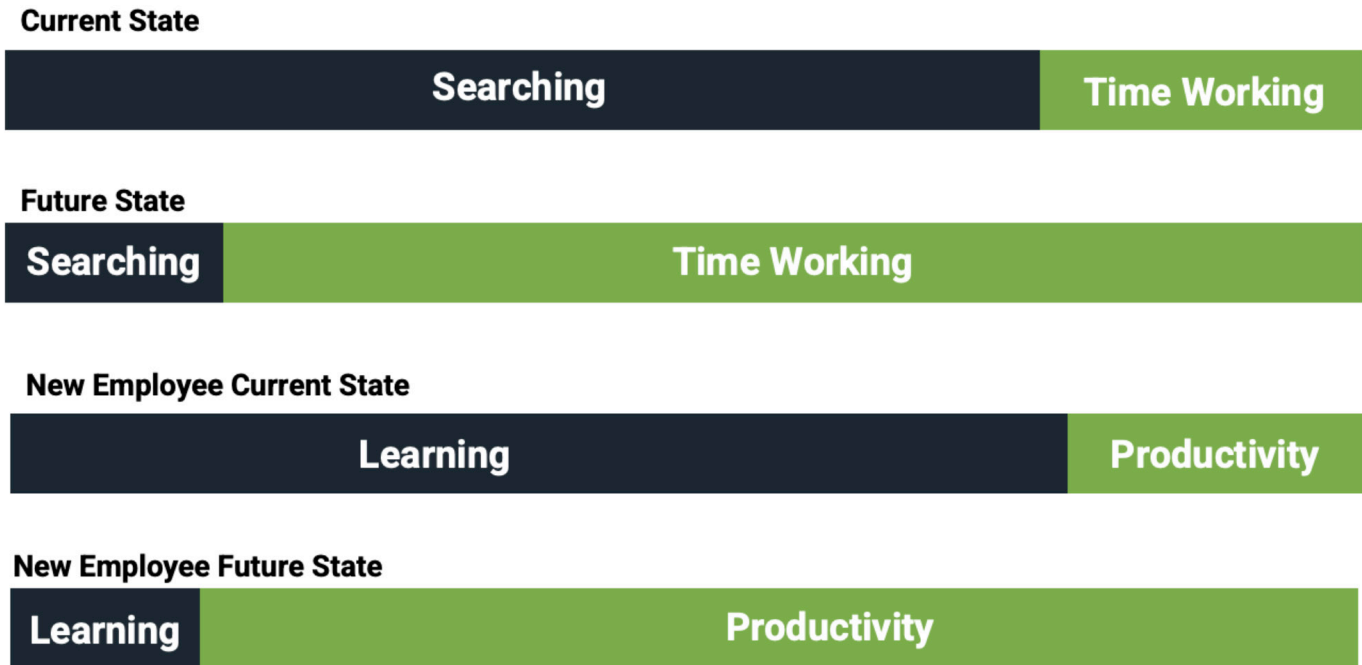 Current State
Searching Time Working
Future State
Searching Time Working
New Employee Current State
Learning Productivity
New Employee Future State
Learning Productivity